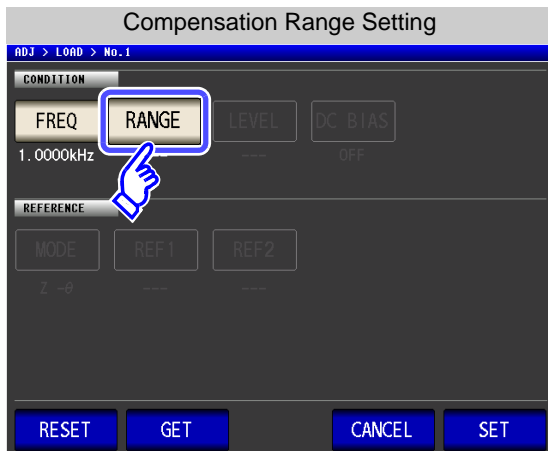 Compensation Range Setting
ADJ > LOAD > No.1
CONDITION
FREQ RANGE LEVEL DC BIAS
1.0000kHz --- OFF
REFERENCE
MODE REF1 REF2
Z -θ --- ---
RESET GET CANCEL SET